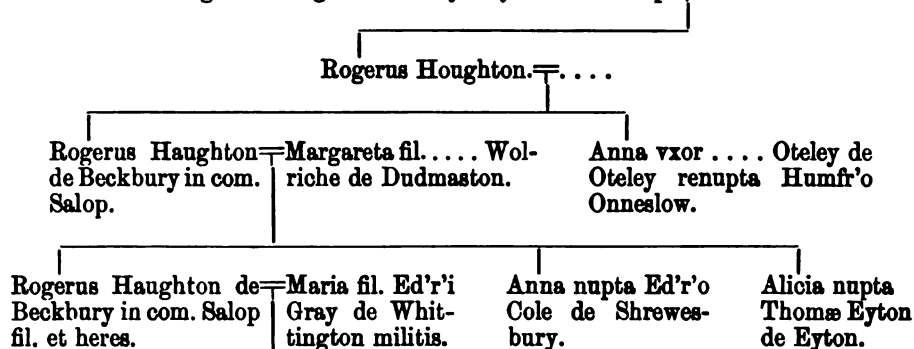 Rogerus Houghton.=. . . .
Rogerus Haughton=Margareta fil. . . . . Wol-
de Beckbury in com. riche de Dudmaston.
Salop.
Anna vxor . . . . Oteley de
Oteley renupta Humfr'o
Onneslow.
Rogerus Haughton de=Maria fil. Ed'r'i
Beckbury in com. Salop Gray de Whit-
fil. et heres. tington militis.
Anna nupta Ed'r'o
Cole de Shrewes-
bury.
Alicia nupta
Thomæ Eyton
de Eyton.